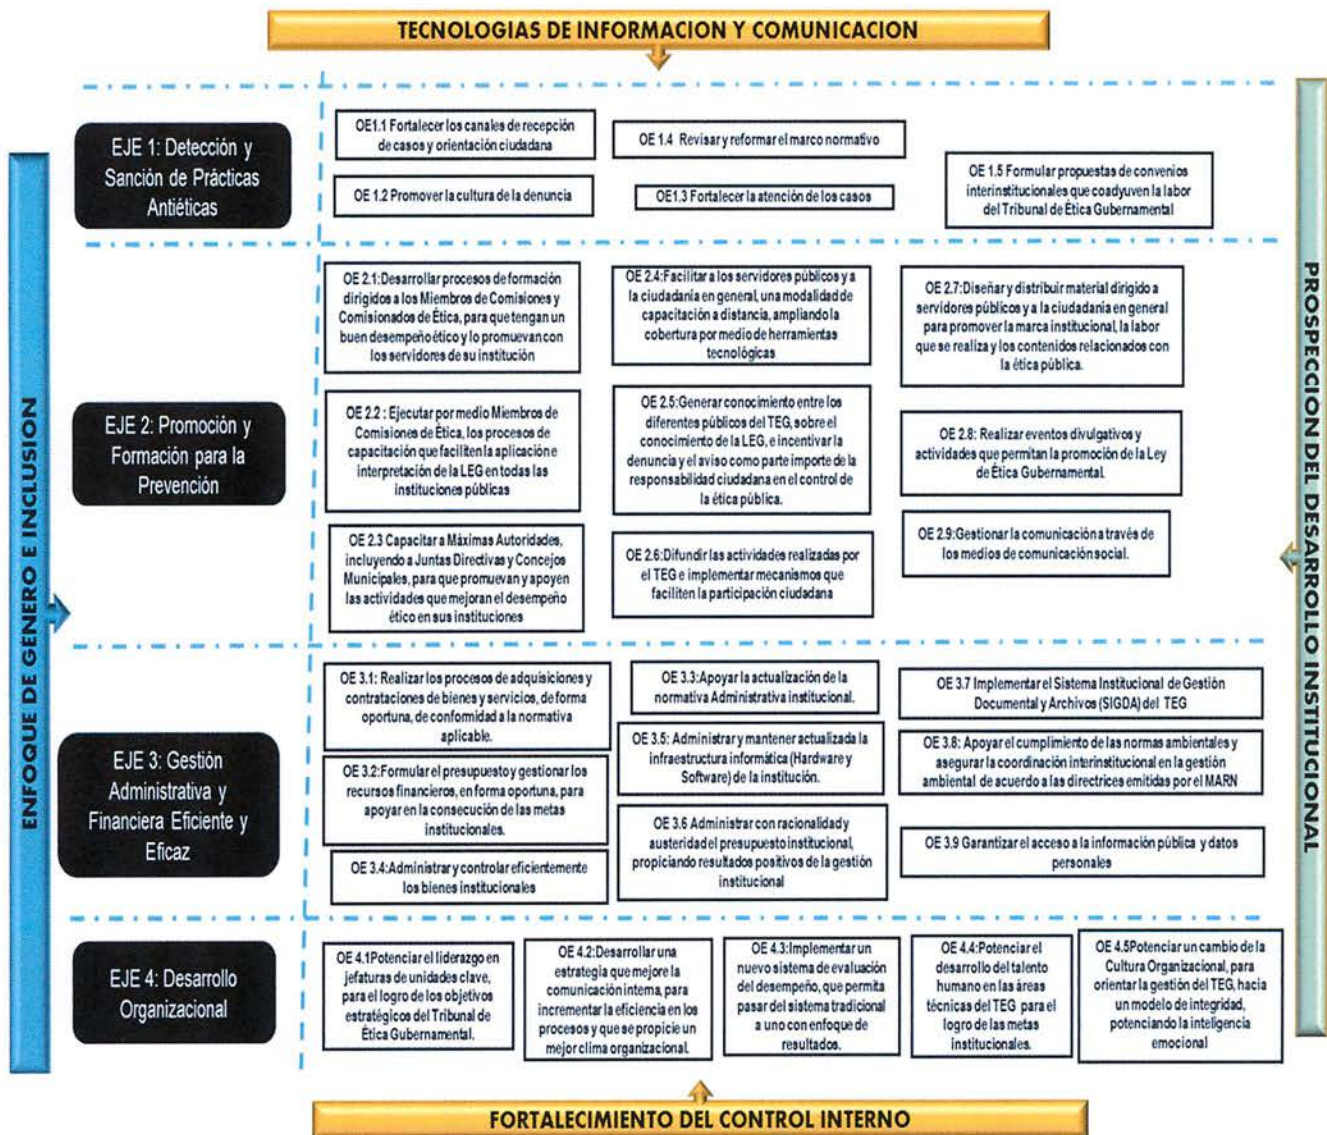 TECNOLOGIAS DE INFORMACION Y COMUNICACION
ENFOQUE DE GENERO E INCLUSION
PROSPECCION DEL DESARROLLO INSTITUCIONAL
EJE 1: Detección y
Sanción de Prácticas
Antiéticas
OE1.1 Fortalecer los canales de recepción
de casos y orientación ciudadana
OE 1.4 Revisar y reformar el marco normativo
OE 1.2 Promover la cultura de la denuncia
OE1.3 Fortalecer la atención de los casos
OE 1.5 Formular propuestas de convenios
interinstitucionales que coadyuven la labor
del Tribunal de Ética Gubernamental
EJE 2: Promoción y
Formación para la
Prevención
OE 2.1:Desarrollar procesos de formación
dirigidos a los Miembros de Comisiones y
Comisionados de Ética, para que tengan un
buen desempeño ético y lo promuevan con
los servidores de su institución
OE 2.4:Facilitar a los servidores públicos y a
la ciudadanía en general, una modalidad de
capacitación a distancia, ampliando la
cobertura por medio de herramientas
tecnológicas
OE 2.7:Diseñar y distribuir material dirigido a
servidores públicos y a la ciudadanía en general
para promover la marca institucional, la labor
que se realiza y los contenidos relacionados con
la ética pública.
OE 2.2 : Ejecutar por medio Miembros de
Comisiones de Ética, los procesos de
capacitación que faciliten la aplicación e
interpretación de la LEG en todas las
instituciones públicas
OE 2.5:Generar conocimiento entre los
diferentes públicos del TEG, sobre el
conocimiento de la LEG, e incentivar la
denuncia y el aviso como parte importe de la
responsabilidad ciudadana en el control de
la ética pública.
OE 2.8: Realizar eventos divulgativos y
actividades que permitan la promoción de la Ley
de Ética Gubernamental.
OE 2.3 Capacitar a Máximas Autoridades,
incluyendo a Juntas Directivas y Concejos
Municipales, para que promuevan y apoyen
las actividades que mejoran el desempeño
ético en sus instituciones
OE 2.6:Difundir las actividades realizadas por
el TEG e implementar mecanismos que
faciliten la participación ciudadana
OE 2.9:Gestionar la comunicación a través de
los medios de comunicación social.
EJE 3: Gestión
Administrativa y
Financiera Eficiente y
Eficaz
OE 3.1: Realizar los procesos de adquisiciones y
contrataciones de bienes y servicios, de forma
oportuna, de conformidad a la normativa
aplicable.
OE 3.3:Apoyar la actualización de la
normativa Administrativa institucional.
OE 3.7 Implementar el Sistema Institucional de Gestión
Documental y Archivos (SIGDA) del TEG
OE 3.2:Formular el presupuesto y gestionar los
recursos financieros, en forma oportuna, para
apoyar en la consecución de las metas
institucionales.
OE 3.5: Administrar y mantener actualizada la
infraestructura informática (Hardware y
Software) de la institución.
OE 3.8: Apoyar el cumplimiento de las normas ambientales y
asegurar la coordinación interinstitucional en la gestión
ambiental de acuerdo a las directrices emitidas por el MARN
OE 3.4:Administrar y controlar eficientemente
los bienes institucionales
OE 3.6 Administrar con racionalidad y
austeridad el presupuesto institucional,
propiciando resultados positivos de la gestión
institucional
OE 3.9 Garantizar el acceso a la información pública y datos
personales
EJE 4: Desarrollo
Organizacional
OE 4.1Potenciar el liderazgo en
jefaturas de unidades clave,
para el logro de los objetivos
estratégicos del Tribunal de
Ética Gubernamental.
OE 4.2:Desarrollar una
estrategia que mejore la
comunicación interna, para
incrementar la eficiencia en los
procesos y que se propicie un
mejor clima organizacional.
OE 4.3:Implementar un
nuevo sistema de evaluación
del desempeño, que permita
pasar del sistema tradicional
a uno con enfoque de
resultados.
OE 4.4:Potenciar el
desarrollo del talento
humano en las áreas
técnicas del TEG para el
logro de las metas
institucionales.
OE 4.5Potenciar un cambio de la
Cultura Organizacional, para
orientar la gestión del TEG, hacia
un modelo de integridad,
potenciando la inteligencia
emocional
FORTALECIMIENTO DEL CONTROL INTERNO